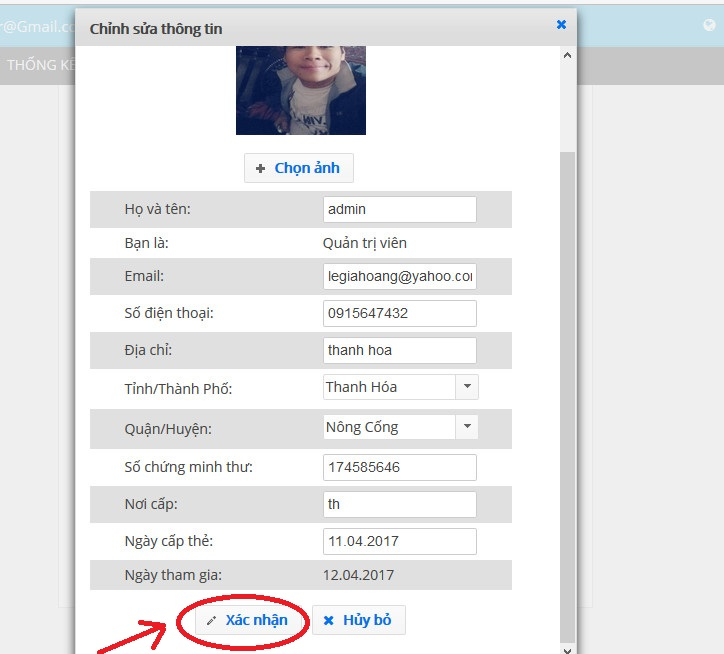 r@Gmail.co
Chỉnh sửa thông tin
THỐNG KÊ
Chọn ảnh
Họ và tên: admin
Bạn là: Quản trị viên
Email: legiahoang@yahoo.co
Số điện thoại: 0915647432
Địa chỉ: thanh hoa
Tỉnh/Thành Phố: Thanh Hóa
Quận/Huyện: Nông Cống
Số chứng minh thư: 174585646
Nơi cấp: th
Ngày cấp thẻ: 11.04.2017
Ngày tham gia: 12.04.2017
Xác nhận Hủy bỏ